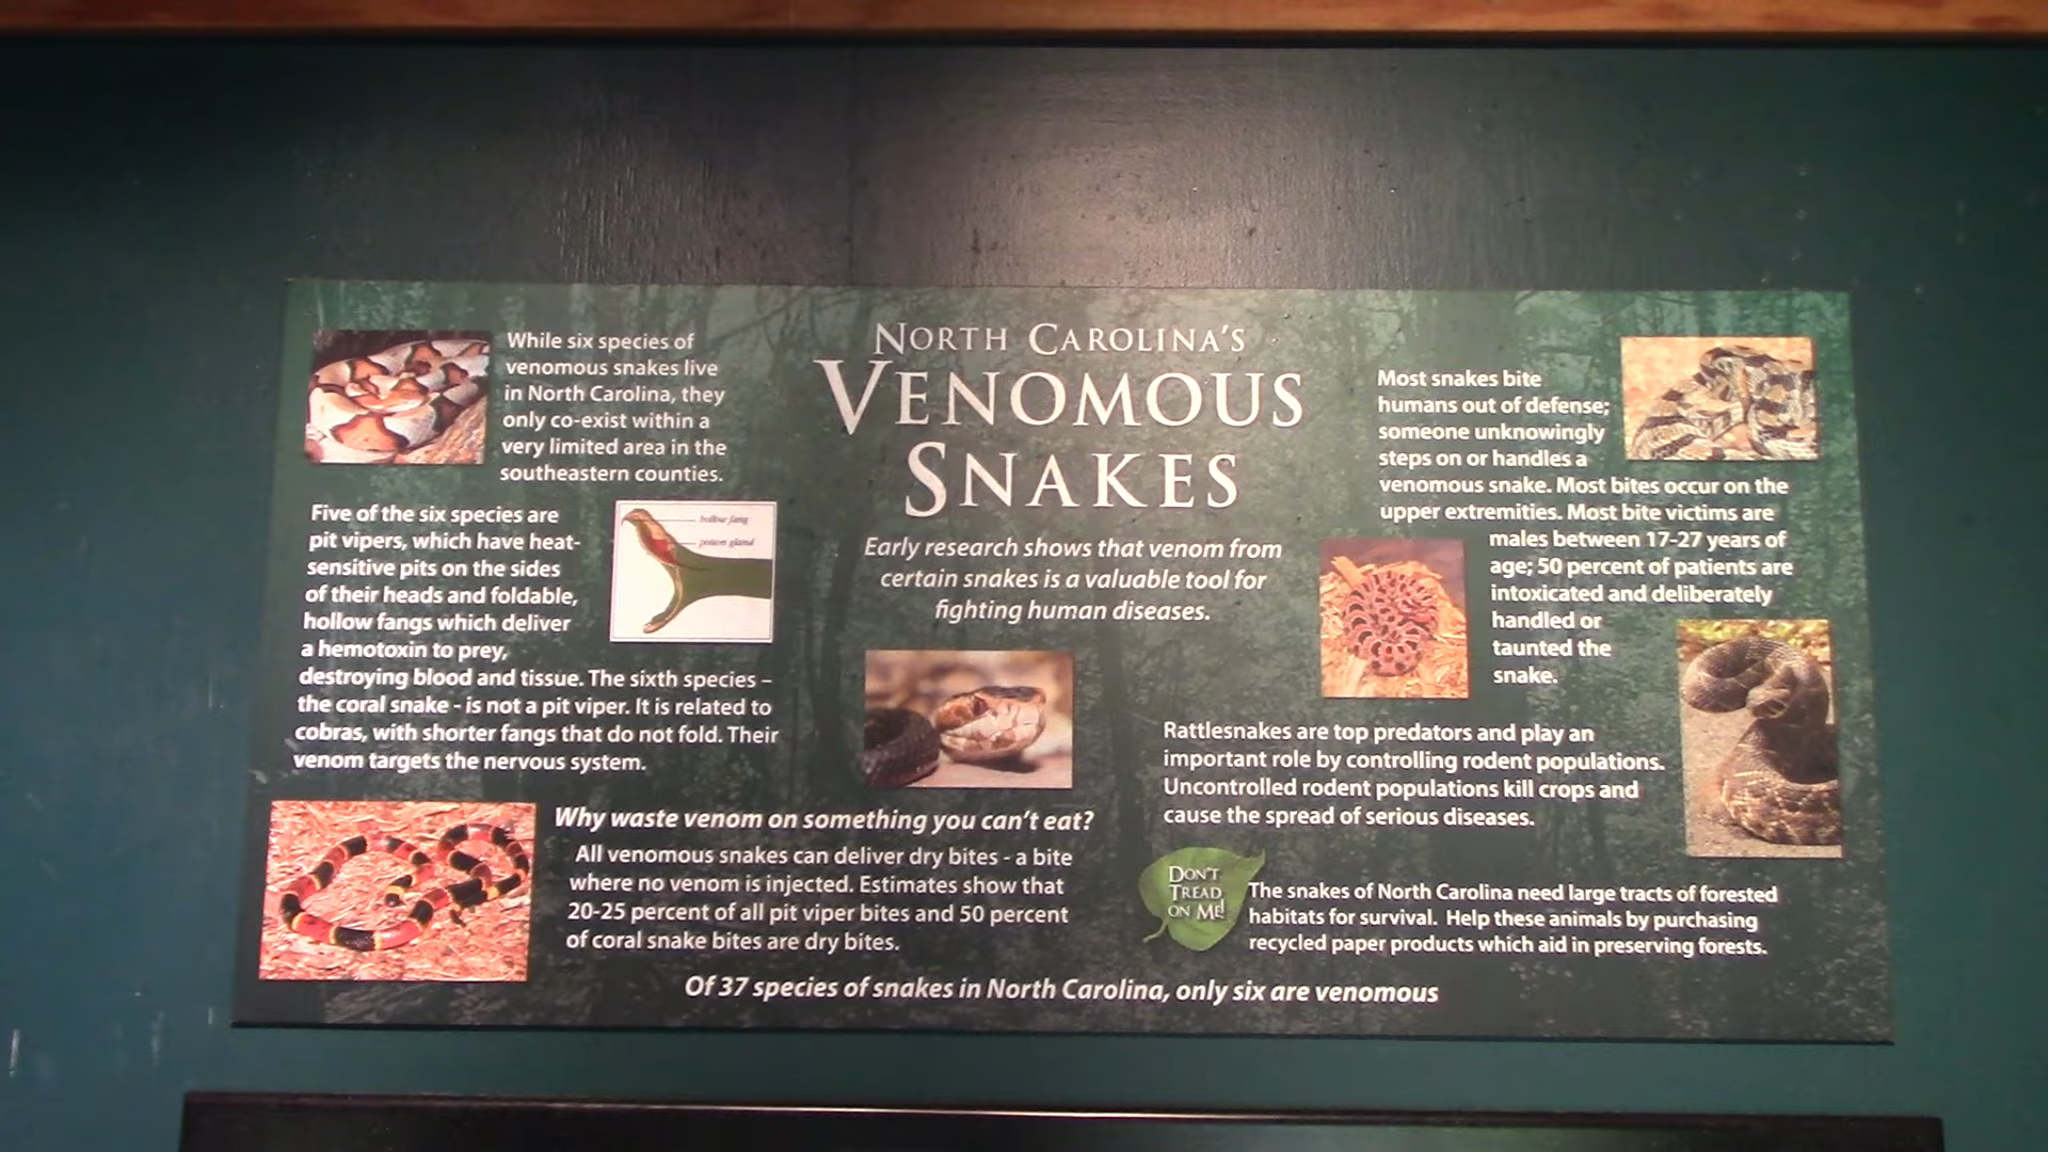 NORTH CAROLINA'S
VENOMOUS
SNAKES
Early research shows that venom from
certain snakes is a valuable tool for
fighting human diseases.
While six species of
venomous snakes live
in North Carolina, they
only co-exist within a
very limited area in the
southeastern counties.
Five of the six species are
pit vipers, which have heat-
sensitive pits on the sides
of their heads and foldable,
hollow fangs which deliver
a hemotoxin to prey,
destroying blood and tissue. The sixth species –
the coral snake - is not a pit viper. It is related to
cobras, with shorter fangs that do not fold. Their
venom targets the nervous system.
hollow fang
poison gland
Why waste venom on something you can't eat?
All venomous snakes can deliver dry bites - a bite
where no venom is injected. Estimates show that
20-25 percent of all pit viper bites and 50 percent
of coral snake bites are dry bites.
Most snakes bite
humans out of defense;
someone unknowingly
steps on or handles a
venomous snake. Most bites occur on the
upper extremities. Most bite victims are
males between 17-27 years of
age; 50 percent of patients are
intoxicated and deliberately
handled or
taunted the
snake.
Rattlesnakes are top predators and play an
important role by controlling rodent populations.
Uncontrolled rodent populations kill crops and
cause the spread of serious diseases.
DON'T
TREAD
ON ME!
The snakes of North Carolina need large tracts of forested
habitats for survival. Help these animals by purchasing
recycled paper products which aid in preserving forests.
Of 37 species of snakes in North Carolina, only six are venomous